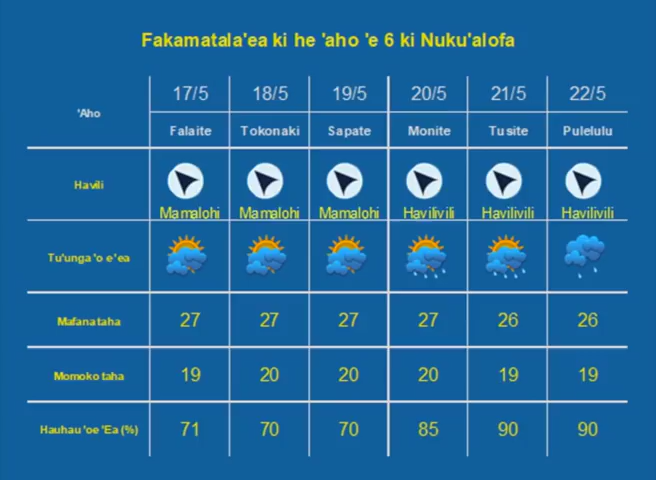 Fakamatala'ea ki he 'aho 'e 6 ki Nuku'alofa
'Aho 17/5 18/5 19/5 20/5 21/5 22/5
Falaite Tokonaki Sapate Monite Tusite Pulelulu
Havili Mamalohi Mamalohi Mamalohi Havilivili Havilivili Havilivili
Tu'unga 'o e 'ea
Mafanataha 27 27 27 27 26 26
Momoko taha 19 20 20 20 19 19
Hauhau 'oe 'Ea (%) 71 70 70 85 90 90